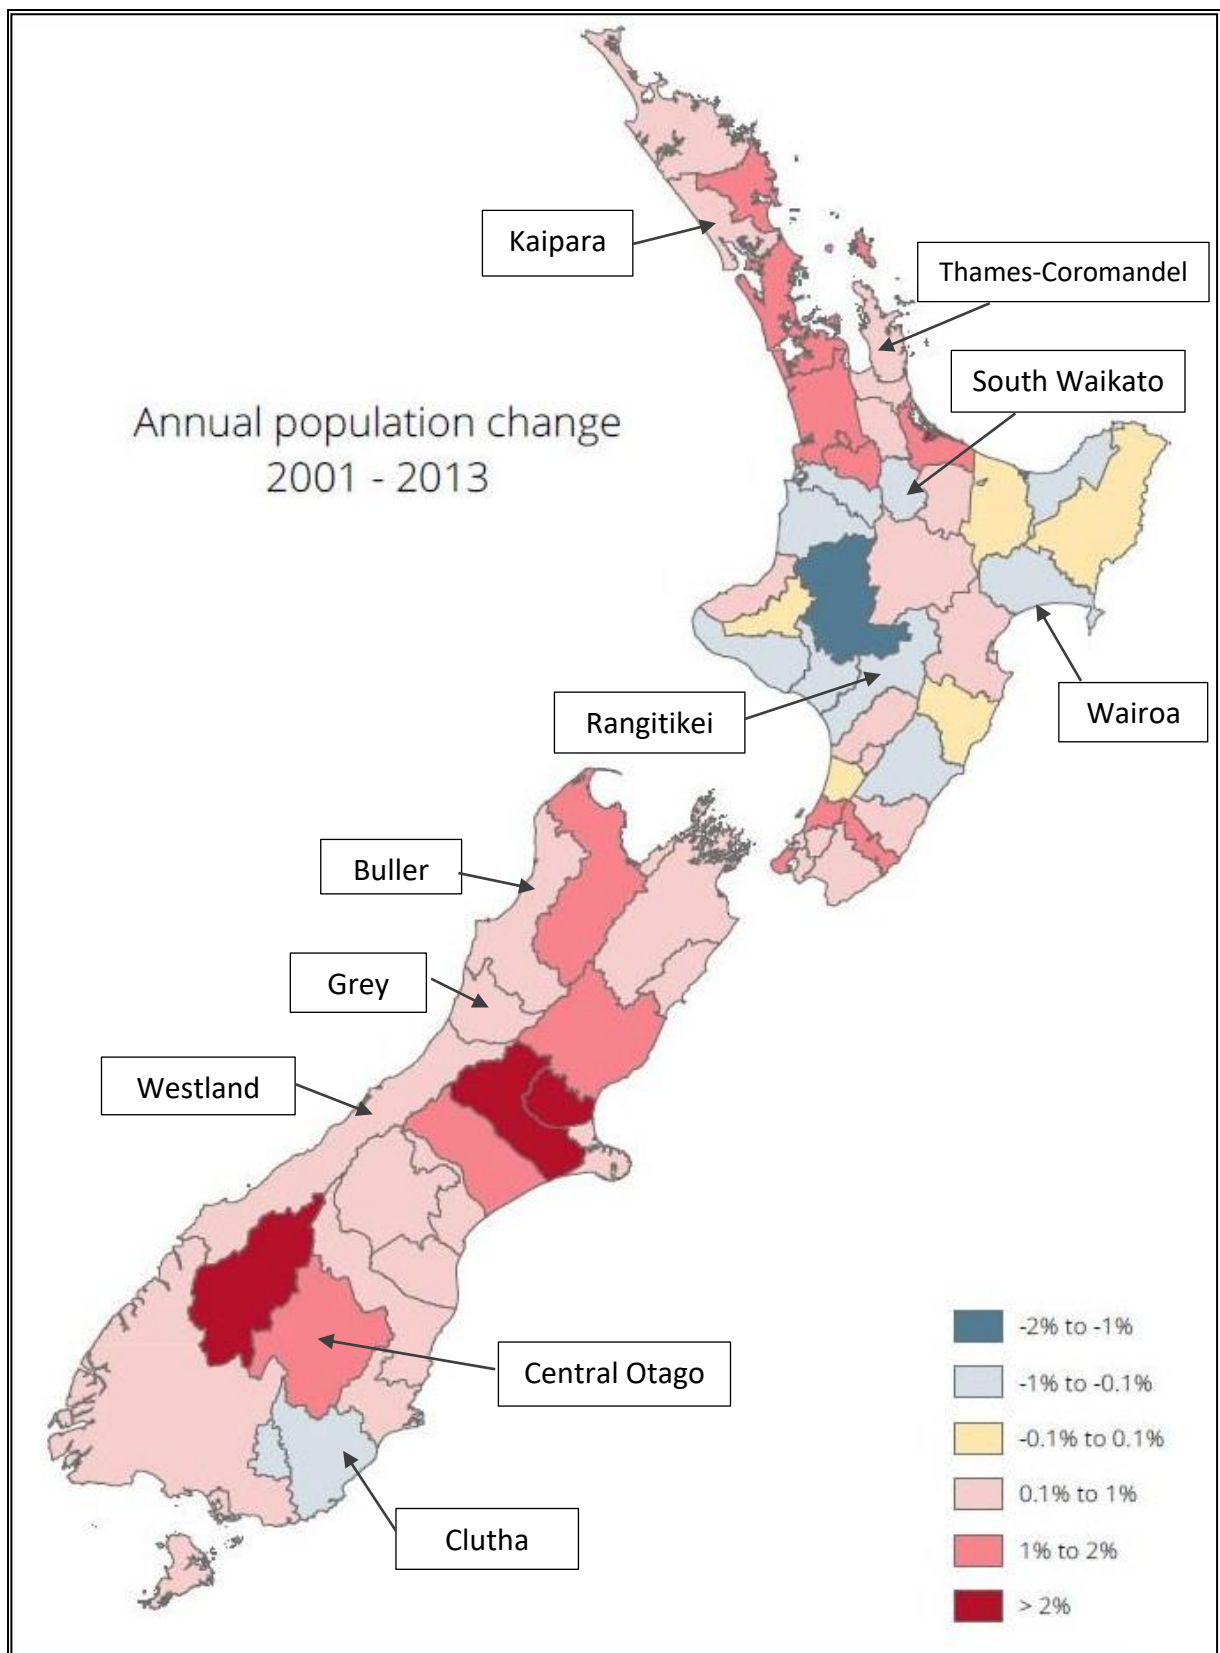 Kaipara
Thames-Coromandel
South Waikato
Annual population change
2001 - 2013
Rangitikei
Wairoa
Buller
Grey
Westland
Central Otago
Clutha
-2% to -1%
-1% to -0.1%
-0.1% to 0.1%
0.1% to 1%
1% to 2%
> 2%